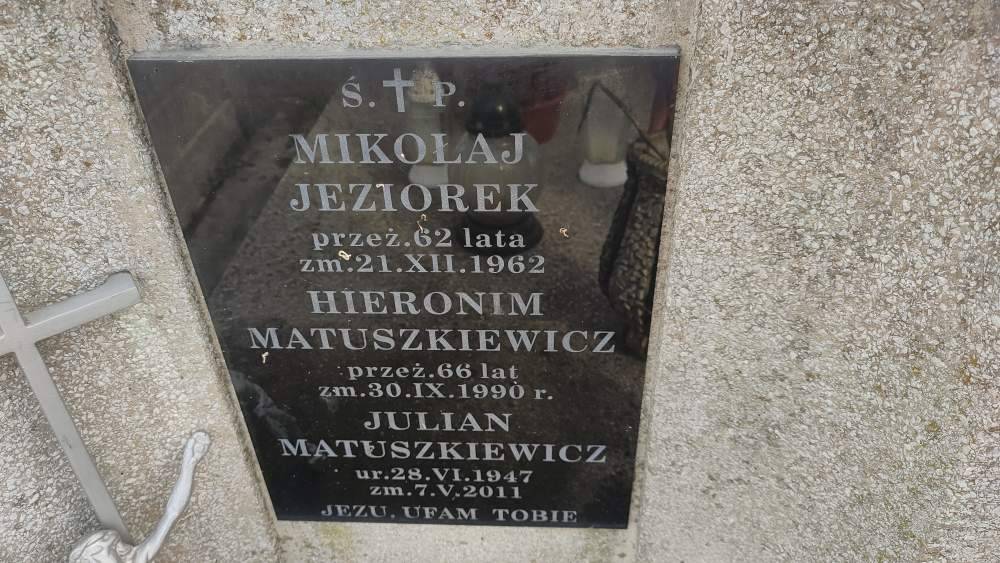 Ś. P.
MIKOŁAJ
JEZIOREK
przeż.62 lata
zm.21.XII.1962
HIERONIM
MATUSZKIEWICZ
przeż.66 lat
zm.30.IX.1990 r.
JULIAN
MATUSZKIEWICZ
ur.28.VI.1947
zm.7.V.2011
JEZU, UFAM TOBIE